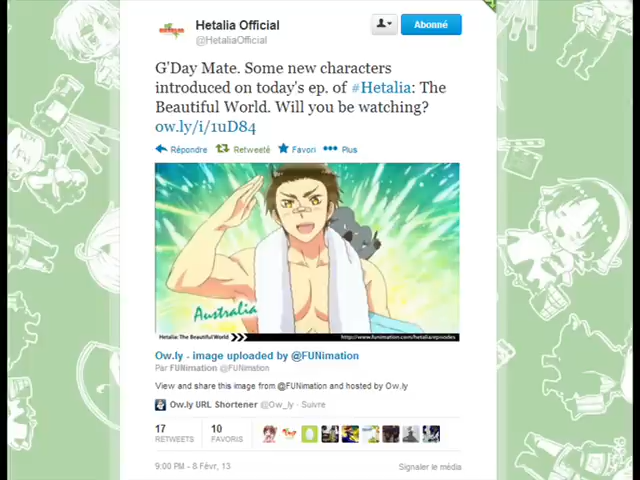 Hetalia Official
@HetaliaOfficial
Abonné
G'Day Mate. Some new characters
introduced on today's ep. of #Hetalia: The
Beautiful World. Will you be watching?
ow.ly/i/1uD84
Répondre Retweeté Favori Plus
Australia
Hetalia: The Beautiful World http://www.funimation.com/hetalia/episodes
Ow.ly - image uploaded by @FUNimation
Par FUNimation @FUNimation
View and share this image from @FUNimation and hosted by Ow.ly
Ow.ly URL Shortener @Ow_ly · Suivre
17 10
RETWEETS FAVORIS
9:00 PM - 8 Févr, 13 Signaler le média